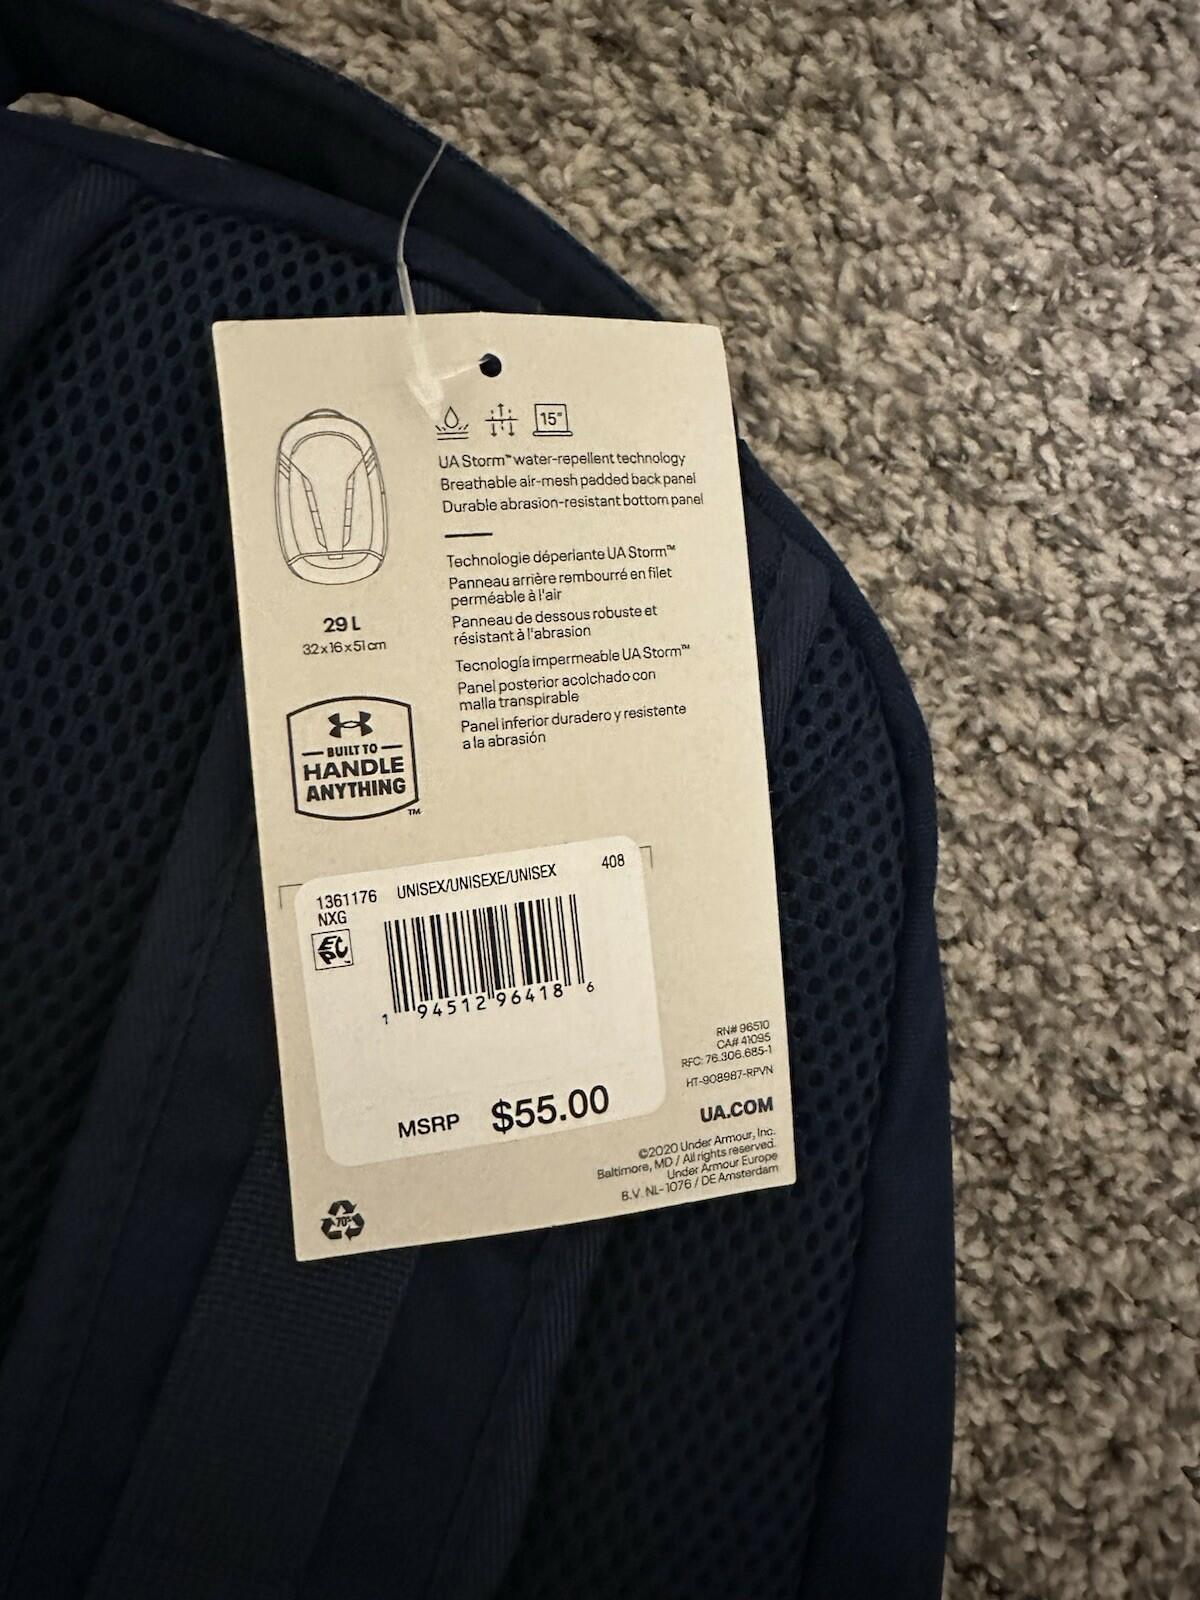 15"
UA Storm™ water-repellent technology
Breathable air-mesh padded back panel
Durable abrasion-resistant bottom panel
Technologie déperlante UA Storm™
Panneau arrière rembourré en filet
perméable à l'air
Panneau de dessous robuste et
résistant à l'abrasion
Tecnología impermeable UA Storm™
Panel posterior acolchado con
malla transpirable
Panel inferior duradero y resistente
a la abrasión
29 L
32 x 16 x 51 cm
BUILT TO
HANDLE
ANYTHING™
1361176 UNISEX/UNISEXE/UNISEX 408
NXG
EPC
1 94512 96418 6
MSRP $55.00
RN# 96510
CA# 41095
RFC: 76.306.685-1
HT-908987-RPVN
UA.COM
©2020 Under Armour, Inc.
Baltimore, MD / All rights reserved.
Under Armour Europe
B.V. NL-1076 / DE Amsterdam
70%